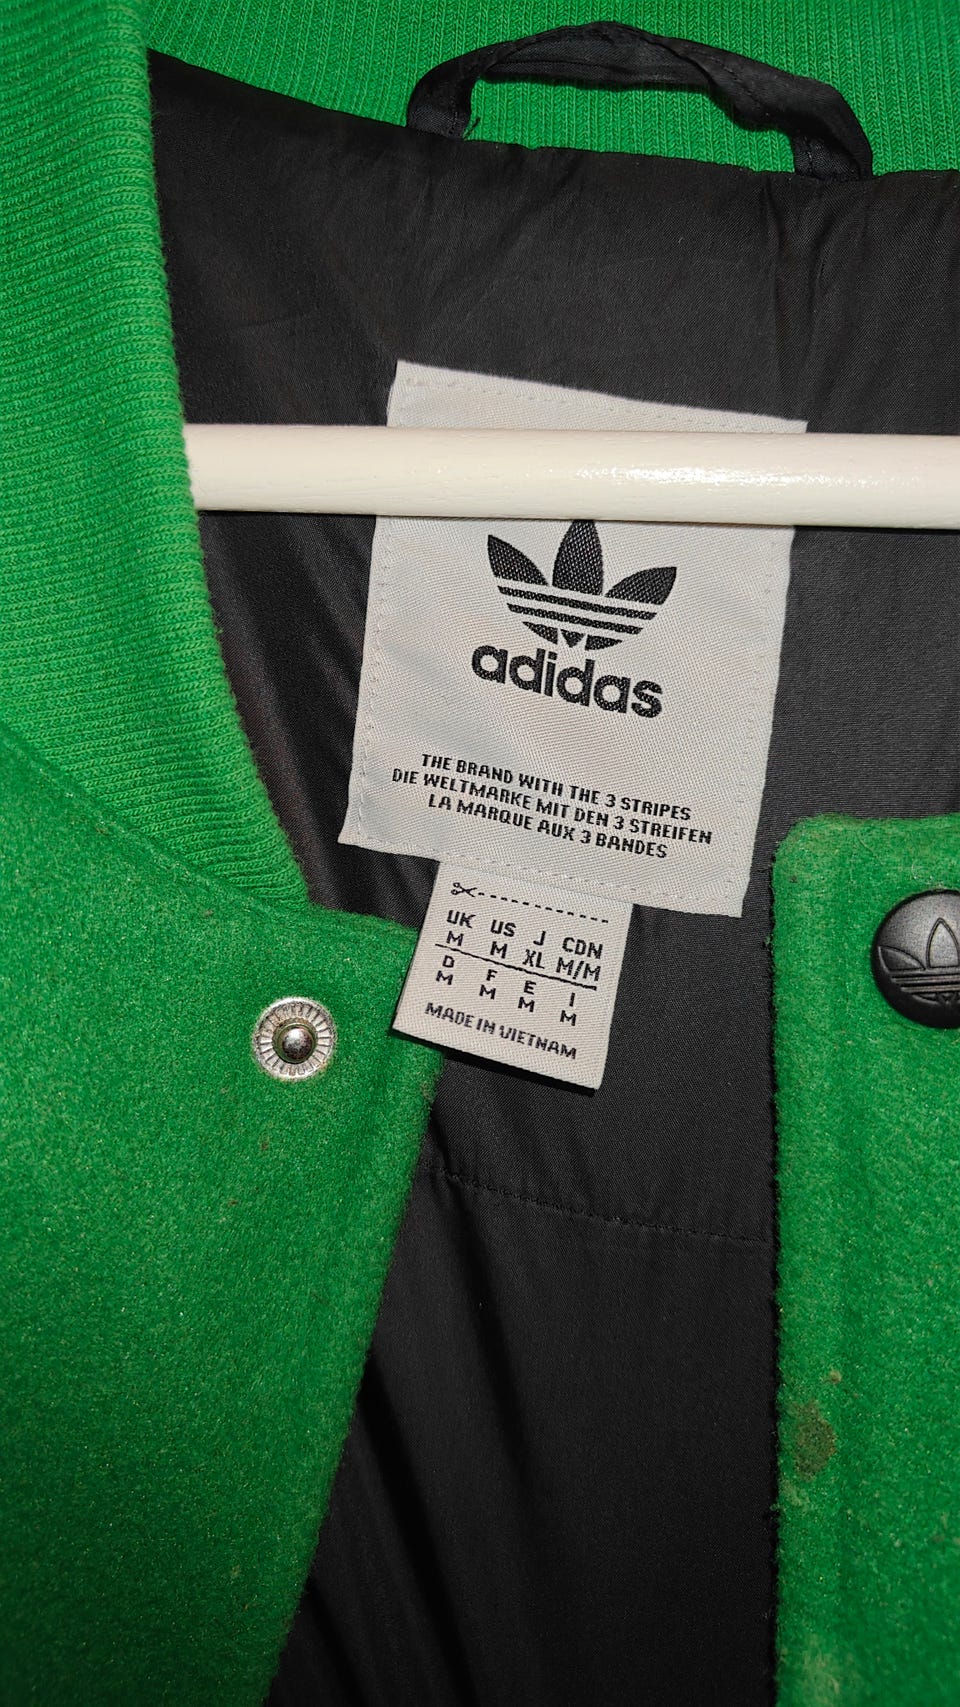 adidas
THE BRAND WITH THE 3 STRIPES
DIE WELTMARKE MIT DEN 3 STREIFEN
LA MARQUE AUX 3 BANDES
UK US J CDN
M M XL M/M
D F E I
M M M M
MADE IN VIETNAM